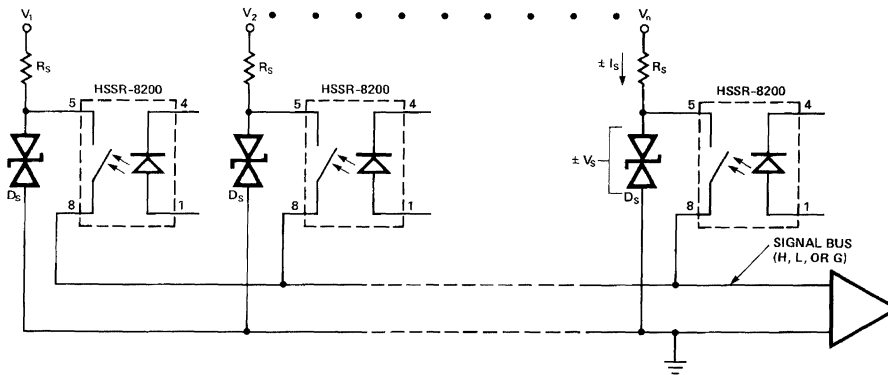 V1 V2 Vn
RS RS ± IS RS
HSSR-8200 HSSR-8200 HSSR-8200
5 4 5 4 5 4
± VS
DS DS DS
8 1 8 1 8 1
SIGNAL BUS
(H, L, OR G)